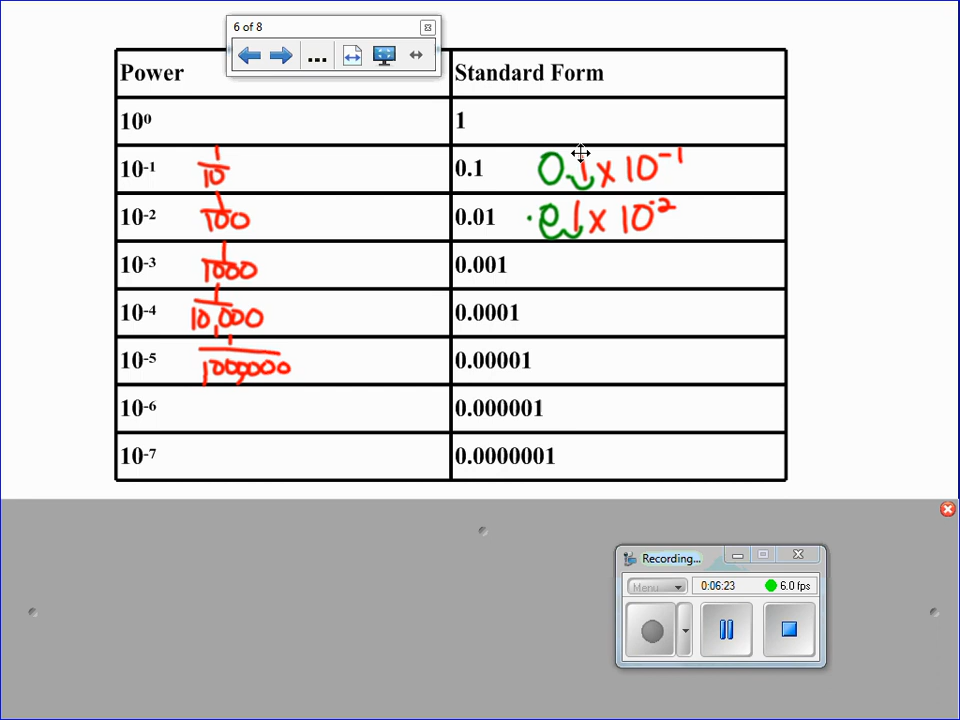 6 of 8
...
Power Standard Form
10⁰ 1
10⁻¹ 1/10 0.1 0.1 x 10⁻¹
10⁻² 1/100 0.01 .01 x 10⁻²
10⁻³ 1/1000 0.001
10⁻⁴ 1/10,000 0.0001
10⁻⁵ 1/100,000 0.00001
10⁻⁶ 0.000001
10⁻⁷ 0.0000001
Recording...
Menu 0:06:23 6.0 fps